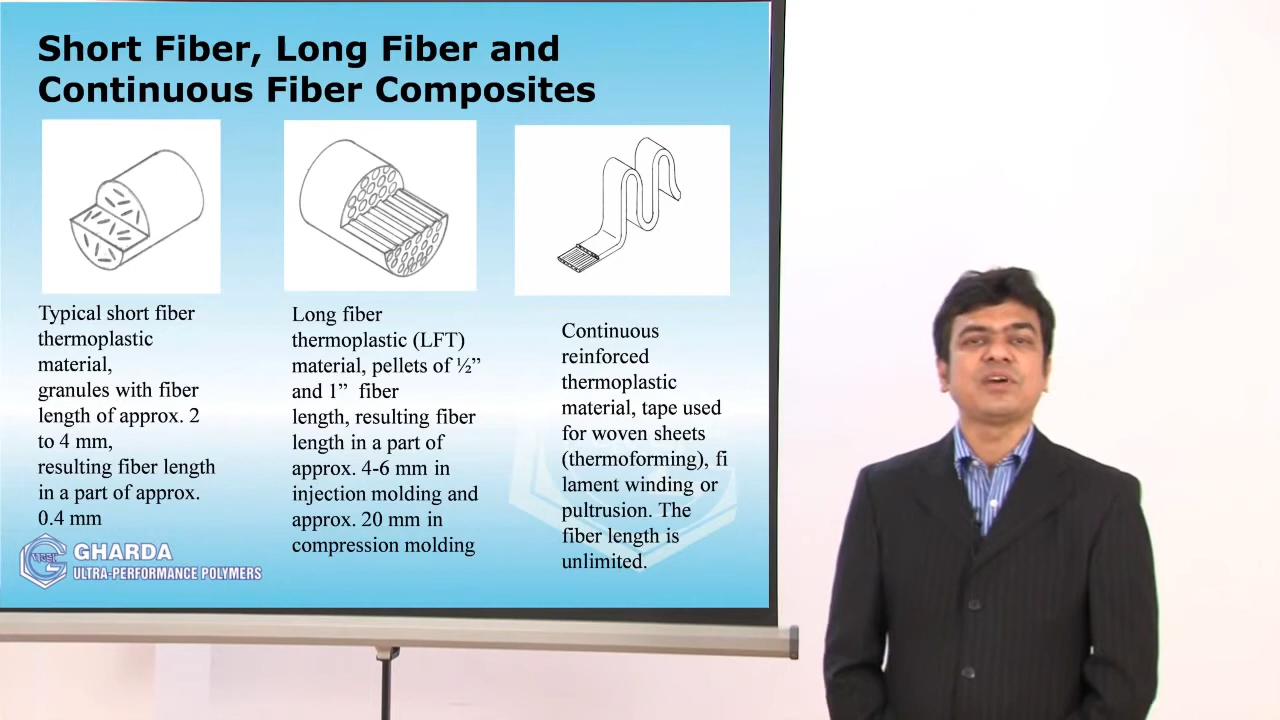 Short Fiber, Long Fiber and
Continuous Fiber Composites
Typical short fiber
thermoplastic
material,
granules with fiber
length of approx. 2
to 4 mm,
resulting fiber length
in a part of approx.
0.4 mm
Long fiber
thermoplastic (LFT)
material, pellets of ½”
and 1” fiber
length, resulting fiber
length in a part of
approx. 4-6 mm in
injection molding and
approx. 20 mm in
compression molding
Continuous
reinforced
thermoplastic
material, tape used
for woven sheets
(thermoforming), fi
lament winding or
pultrusion. The
fiber length is
unlimited.
GHARDA
ULTRA-PERFORMANCE POLYMERS